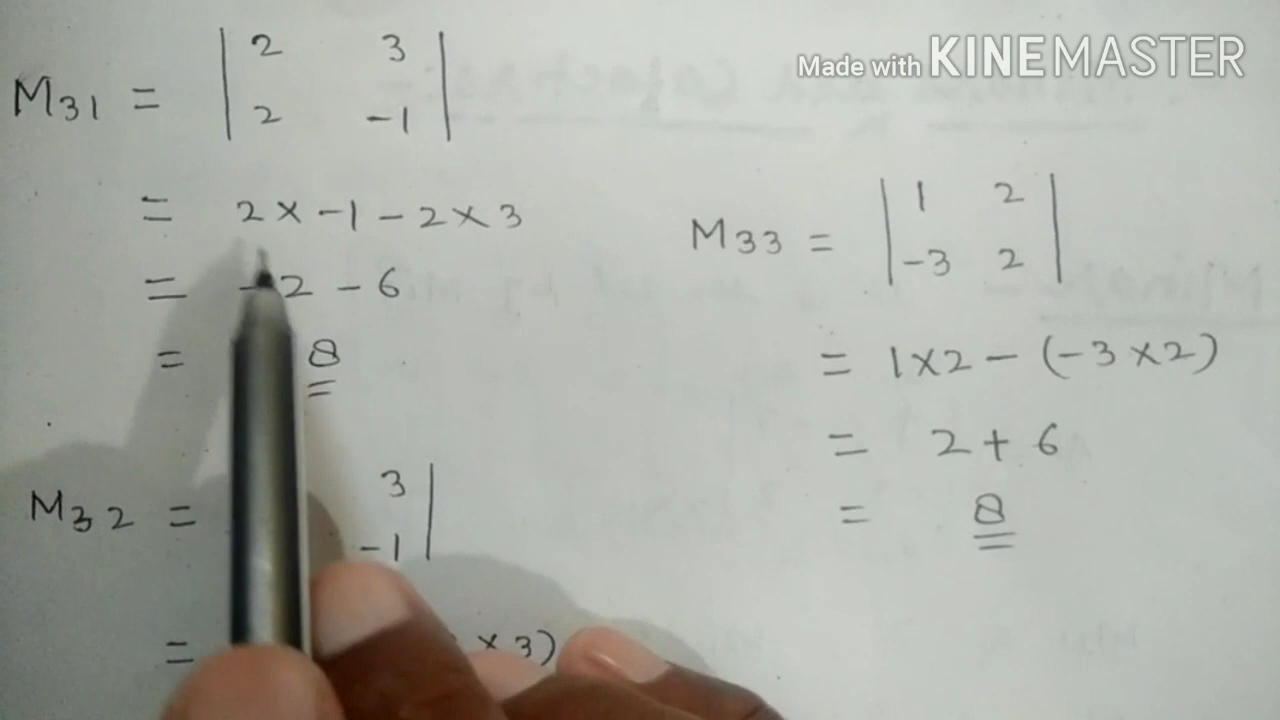 Made with KINEMASTER
M31 = | 2 3 |
| 2 -1 |
= 2 × -1 - 2 × 3
= -2 - 6
= 8
M32 = 3 |
-1 |
= × 3)
M33 = | 1 2 |
| -3 2 |
= 1 × 2 - (-3 × 2)
= 2 + 6
= 8